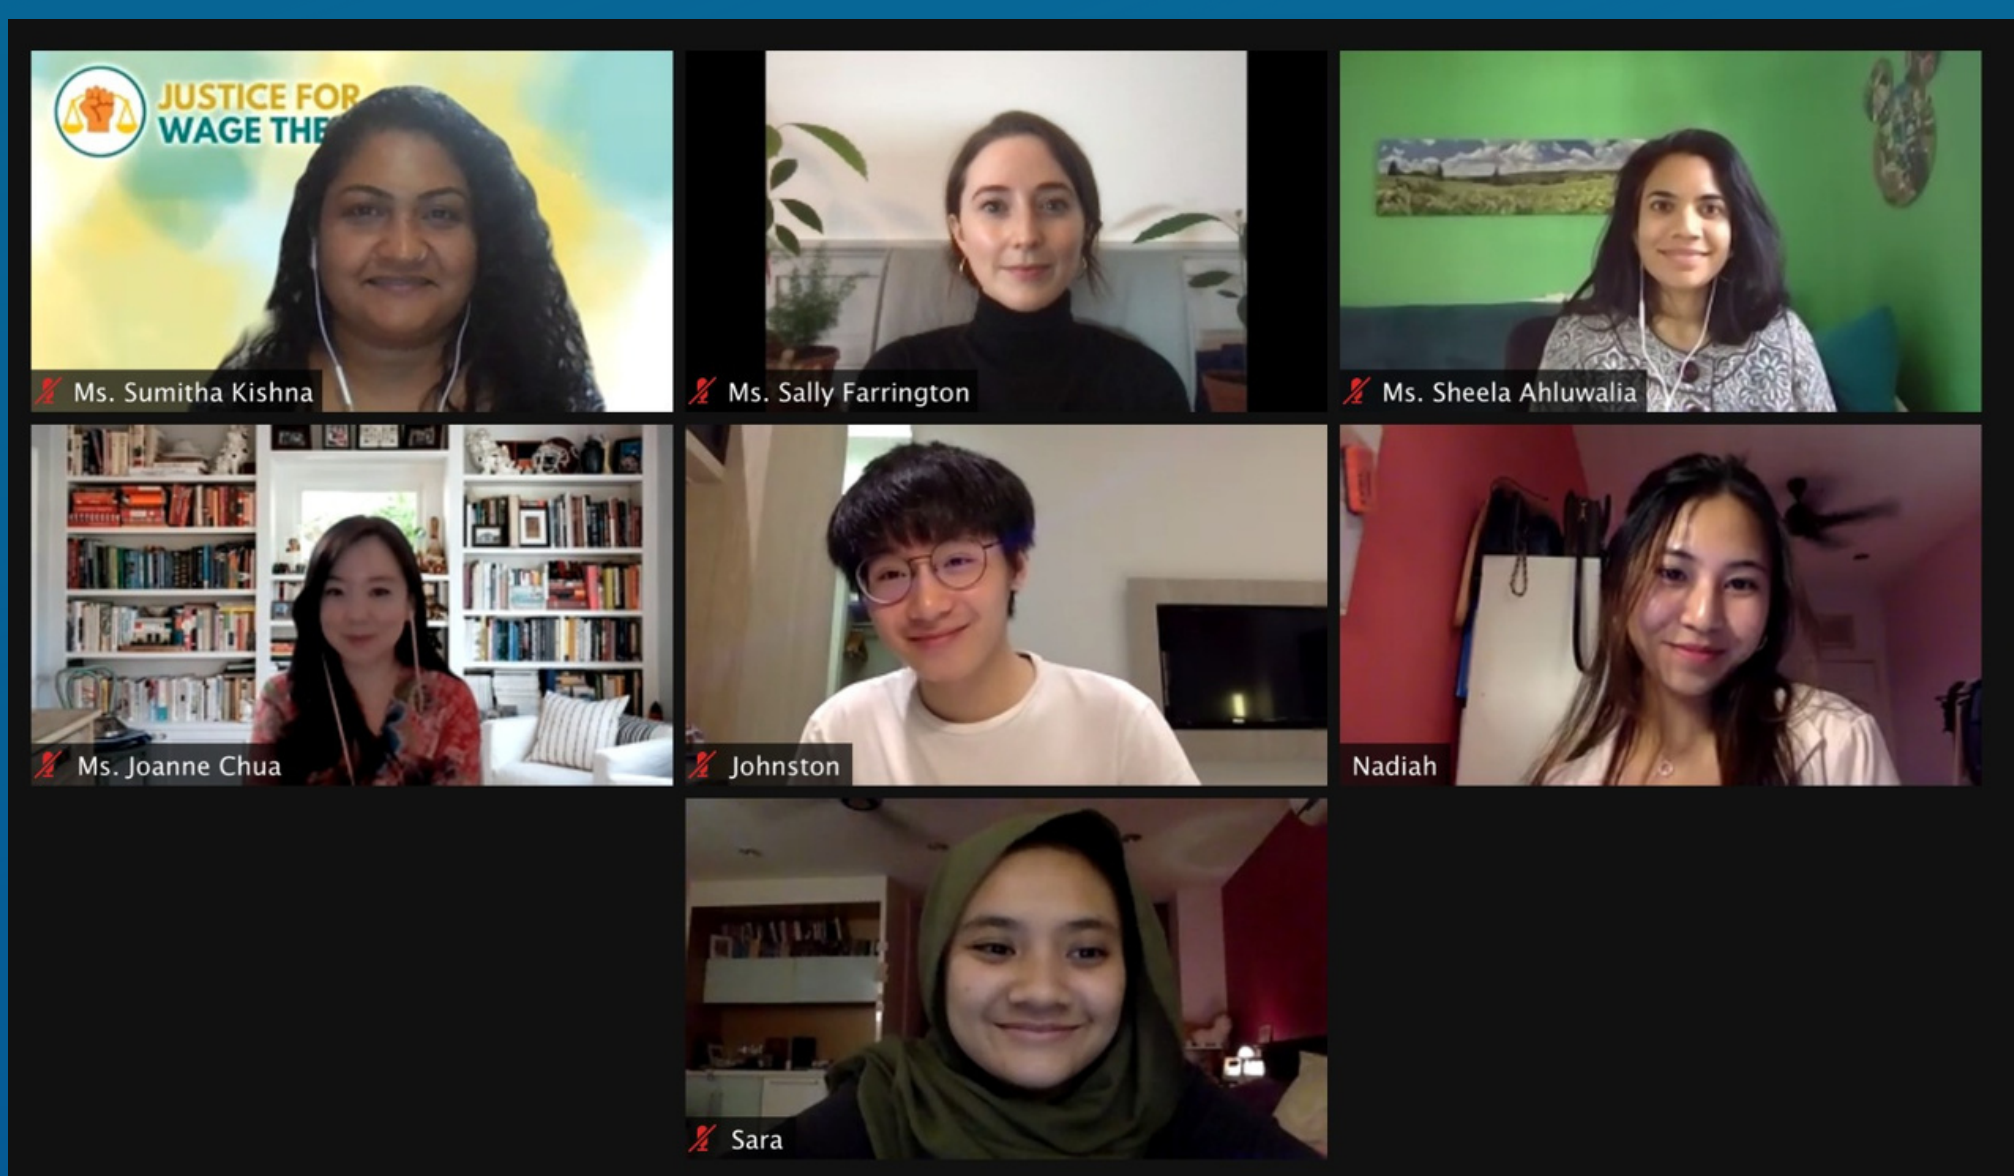 JUSTICE FOR
WAGE THE
Ms. Sumitha Kishna
Ms. Sally Farrington
Ms. Sheela Ahluwalia
Ms. Joanne Chua
Johnston
Nadiah
Sara